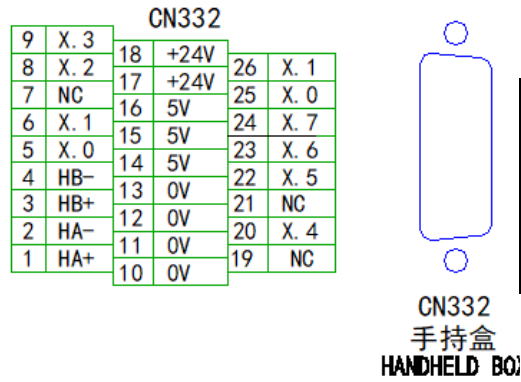 CN332
9 X.3
8 X.2
7 NC
6 X.1
5 X.0
4 HB-
3 HB+
2 HA-
1 HA+
18 +24V
17 +24V
16 5V
15 5V
14 5V
13 0V
12 0V
11 0V
10 0V
26 X.1
25 X.0
24 X.7
23 X.6
22 X.5
21 NC
20 X.4
19 NC
CN332
手持盒
HANDHELD BOX